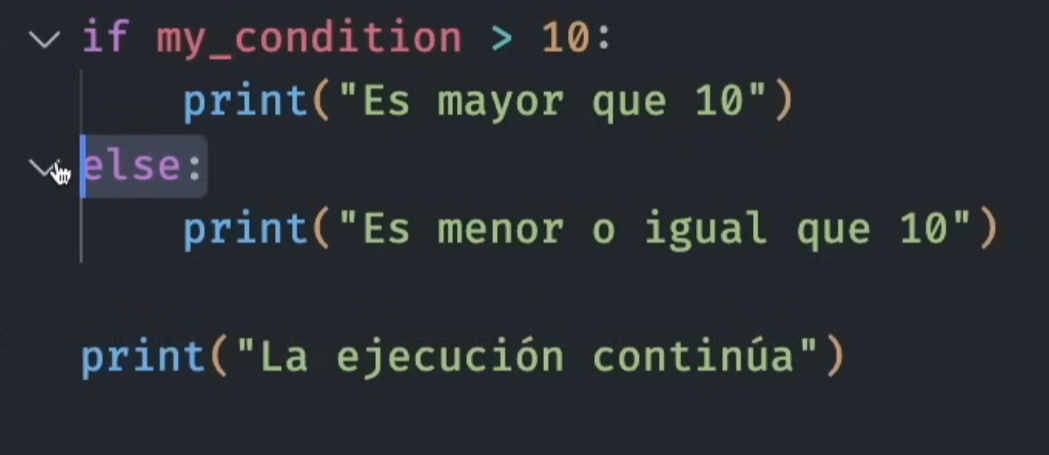 if my_condition > 10:
    print("Es mayor que 10")
else:
    print("Es menor o igual que 10")
print("La ejecución continúa")